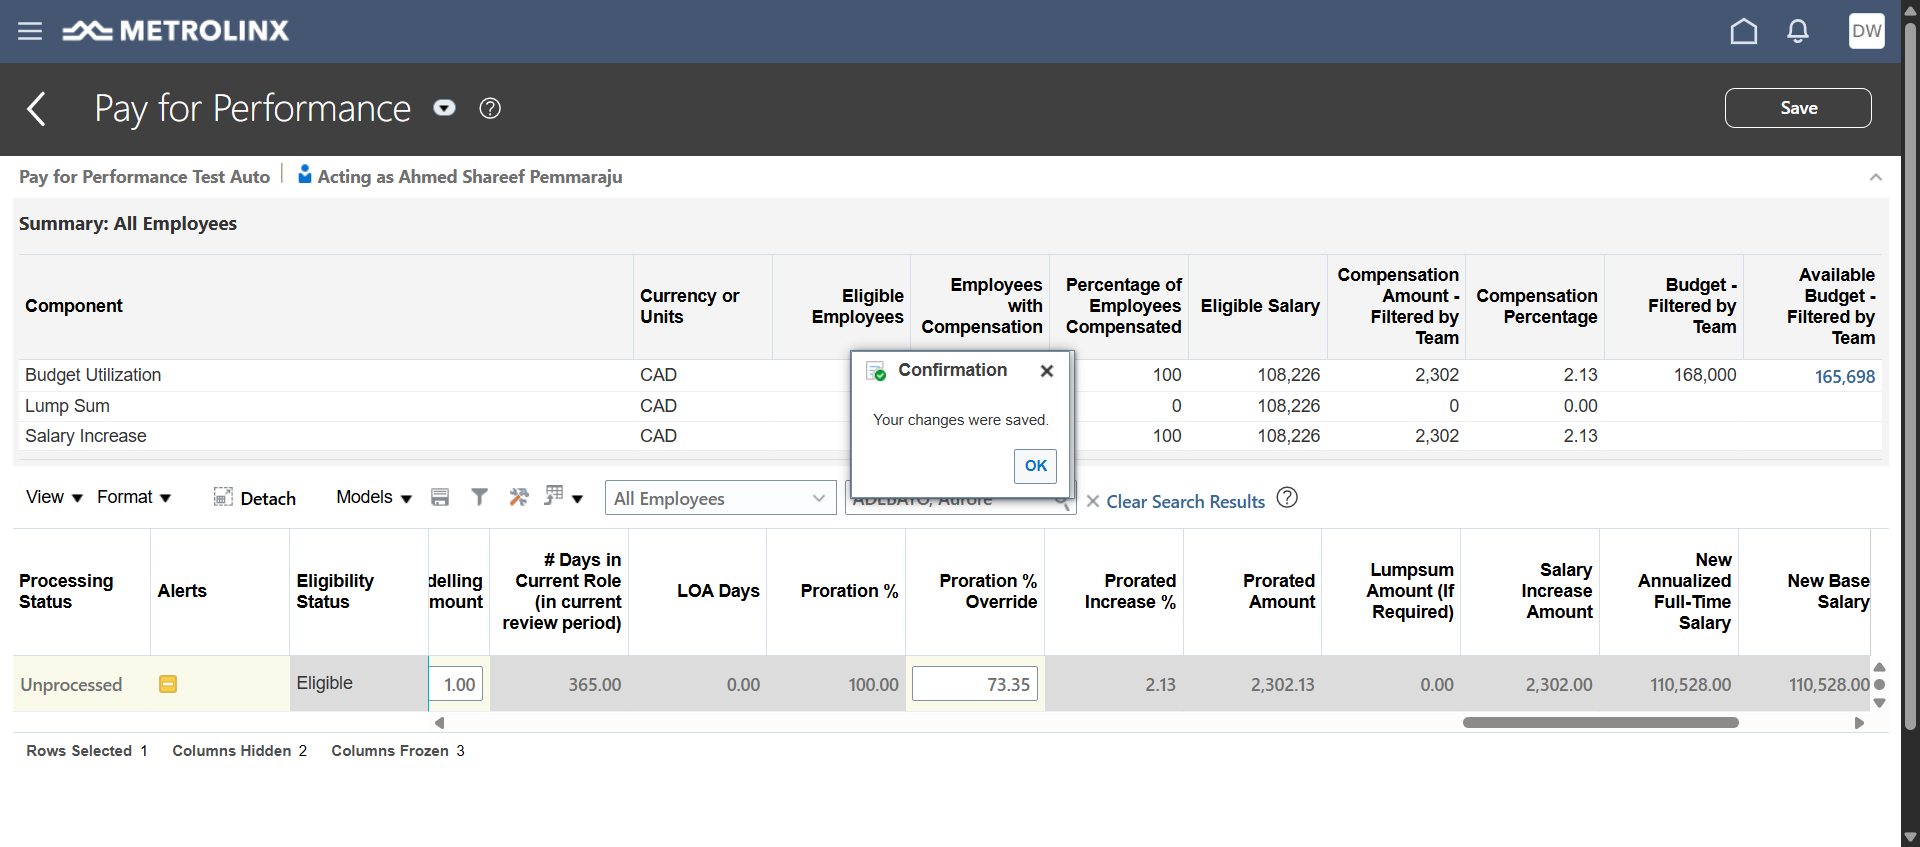 METROLINX
DW
Pay for Performance
Save
Pay for Performance Test Auto
Acting as Ahmed Shareef Pemmaraju
Summary: All Employees
Component
Currency or Units
Eligible Employees
Employees with Compensation
Percentage of Employees Compensated
Eligible Salary
Compensation Amount - Filtered by Team
Compensation Percentage
Budget - Filtered by Team
Available Budget - Filtered by Team
Budget Utilization CAD 100 108,226 2,302 2.13 168,000 165,698
Lump Sum CAD 0 108,226 0 0.00
Salary Increase CAD 100 108,226 2,302 2.13
Confirmation
Your changes were saved.
OK
View Format Detach Models All Employees ADEBAYO, Aurore Clear Search Results
Processing Status
Alerts
Eligibility Status
delling mount
# Days in Current Role (in current review period)
LOA Days
Proration %
Proration % Override
Prorated Increase %
Prorated Amount
Lumpsum Amount (If Required)
Salary Increase Amount
New Annualized Full-Time Salary
New Base Salary
Unprocessed Eligible 1.00 365.00 0.00 100.00 73.35 2.13 2,302.13 0.00 2,302.00 110,528.00 110,528.00
Rows Selected 1 Columns Hidden 2 Columns Frozen 3